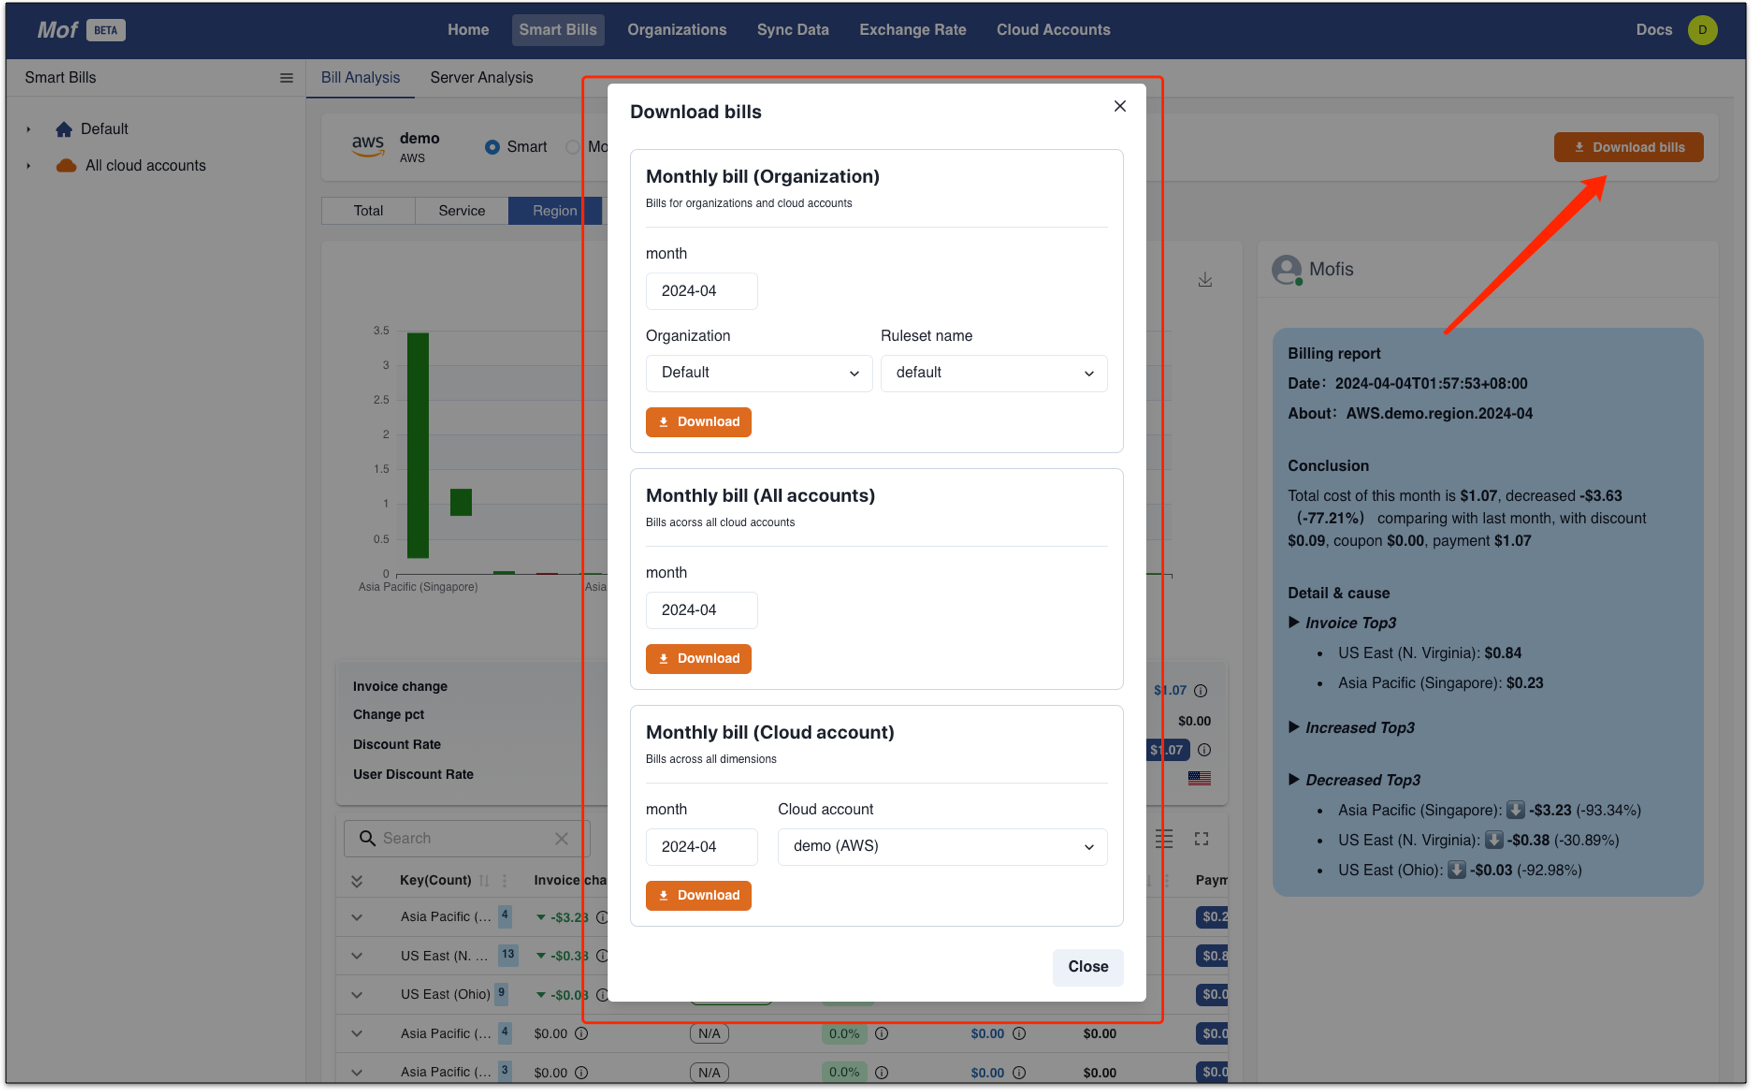 Mof BETA
Home Smart Bills Organizations Sync Data Exchange Rate Cloud Accounts
Docs D
Smart Bills
Default
All cloud accounts
Bill Analysis Server Analysis
aws demo
AWS
Smart Mo
Download bills
Total Service Region
3.5
3
2.5
2
1.5
1
0.5
0
Asia Pacific (Singapore) Asia
Invoice change
Change pct
Discount Rate
User Discount Rate
$1.07
$0.00
$1.07
Search
Key(Count) Invoice cha Paym
Asia Pacific (... 4 -$3.23 $0.2
US East (N. ... 13 -$0.38 $0.8
US East (Ohio) 9 -$0.03 $0.0
Asia Pacific (... 4 $0.00 N/A 0.0% $0.00 $0.00 $0.0
Asia Pacific (... 3 $0.00 N/A 0.0% $0.00 $0.00 $0.0
Download bills
Monthly bill (Organization)
Bills for organizations and cloud accounts
month
2024-04
Organization Ruleset name
Default default
Download
Monthly bill (All accounts)
Bills acorss all cloud accounts
month
2024-04
Download
Monthly bill (Cloud account)
Bills across all dimensions
month Cloud account
2024-04 demo (AWS)
Download
Close
Mofis
Billing report
Date：2024-04-04T01:57:53+08:00
About：AWS.demo.region.2024-04
Conclusion
Total cost of this month is $1.07, decreased -$3.63
（-77.21%） comparing with last month, with discount
$0.09, coupon $0.00, payment $1.07
Detail & cause
▶ Invoice Top3
• US East (N. Virginia): $0.84
• Asia Pacific (Singapore): $0.23
▶ Increased Top3
▶ Decreased Top3
• Asia Pacific (Singapore): ⬇ -$3.23 (-93.34%)
• US East (N. Virginia): ⬇ -$0.38 (-30.89%)
• US East (Ohio): ⬇ -$0.03 (-92.98%)